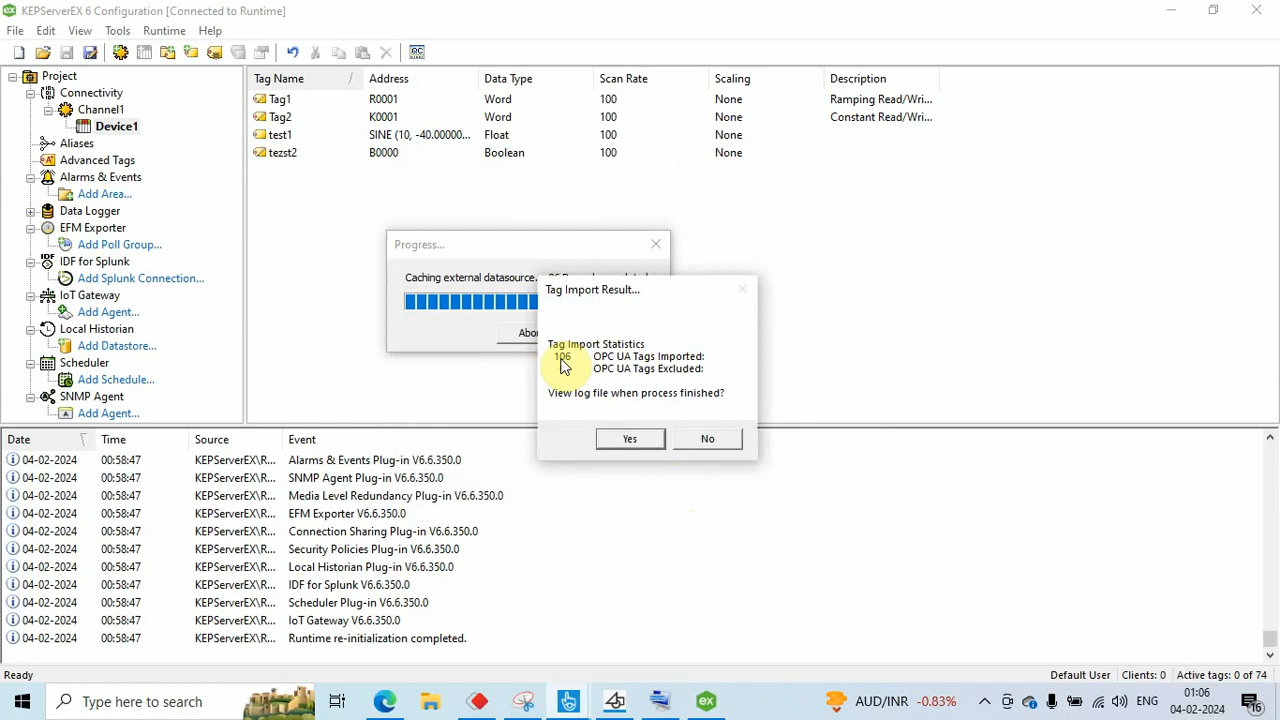 KEPServerEX 6 Configuration [Connected to Runtime]
File Edit View Tools Runtime Help
Project
Connectivity
Channel1
Device1
Aliases
Advanced Tags
Alarms & Events
Add Area...
Data Logger
EFM Exporter
Add Poll Group...
IDF for Splunk
Add Splunk Connection...
IoT Gateway
Add Agent...
Local Historian
Add Datastore...
Scheduler
Add Schedule...
SNMP Agent
Add Agent...
Tag Name / Address Data Type Scan Rate Scaling Description
Tag1 R0001 Word 100 None Ramping Read/Wri...
Tag2 K0001 Word 100 None Constant Read/Wri...
test1 SINE (10, -40.00000... Float 100 None
tezst2 B0000 Boolean 100 None
Progress...
Caching external datasource.
Tag Import Result...
Tag Import Statistics
106 OPC UA Tags Imported:
OPC UA Tags Excluded:
View log file when process finished?
Yes No
Date Time Source Event
04-02-2024 00:58:47 KEPServerEX\R... Alarms & Events Plug-in V6.6.350.0
04-02-2024 00:58:47 KEPServerEX\R... SNMP Agent Plug-in V6.6.350.0
04-02-2024 00:58:47 KEPServerEX\R... Media Level Redundancy Plug-in V6.6.350.0
04-02-2024 00:58:47 KEPServerEX\R... EFM Exporter V6.6.350.0
04-02-2024 00:58:47 KEPServerEX\R... Connection Sharing Plug-in V6.6.350.0
04-02-2024 00:58:47 KEPServerEX\R... Security Policies Plug-in V6.6.350.0
04-02-2024 00:58:47 KEPServerEX\R... Local Historian Plug-in V6.6.350.0
04-02-2024 00:58:47 KEPServerEX\R... IDF for Splunk V6.6.350.0
04-02-2024 00:58:47 KEPServerEX\R... Scheduler Plug-in V6.6.350.0
04-02-2024 00:58:47 KEPServerEX\R... IoT Gateway V6.6.350.0
04-02-2024 00:58:47 KEPServerEX\R... Runtime re-initialization completed.
Ready Default User Clients: 0 Active tags: 0 of 74
Type here to search AUD/INR -0.83% ENG 01:06
04-02-2024 16